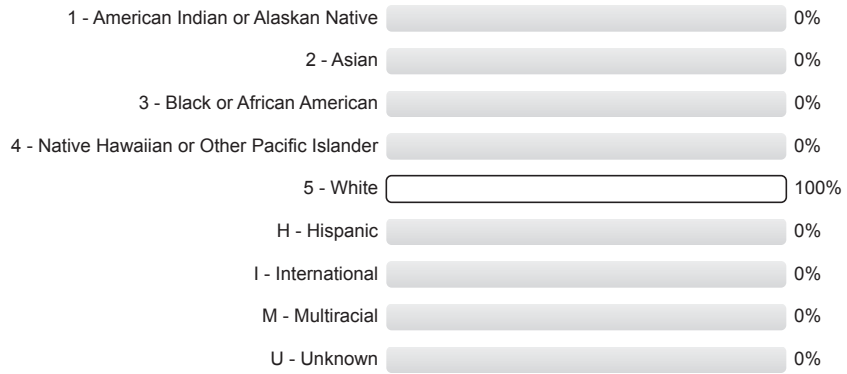 1 - American Indian or Alaskan Native 0%
2 - Asian 0%
3 - Black or African American 0%
4 - Native Hawaiian or Other Pacific Islander 0%
5 - White 100%
H - Hispanic 0%
I - International 0%
M - Multiracial 0%
U - Unknown 0%